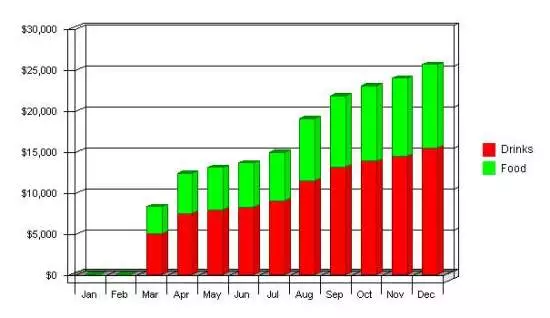 $30,000
$25,000
$20,000
$15,000
$10,000
$5,000
$0
Jan Feb Mar Apr May Jun Jul Aug Sep Oct Nov Dec
Drinks
Food